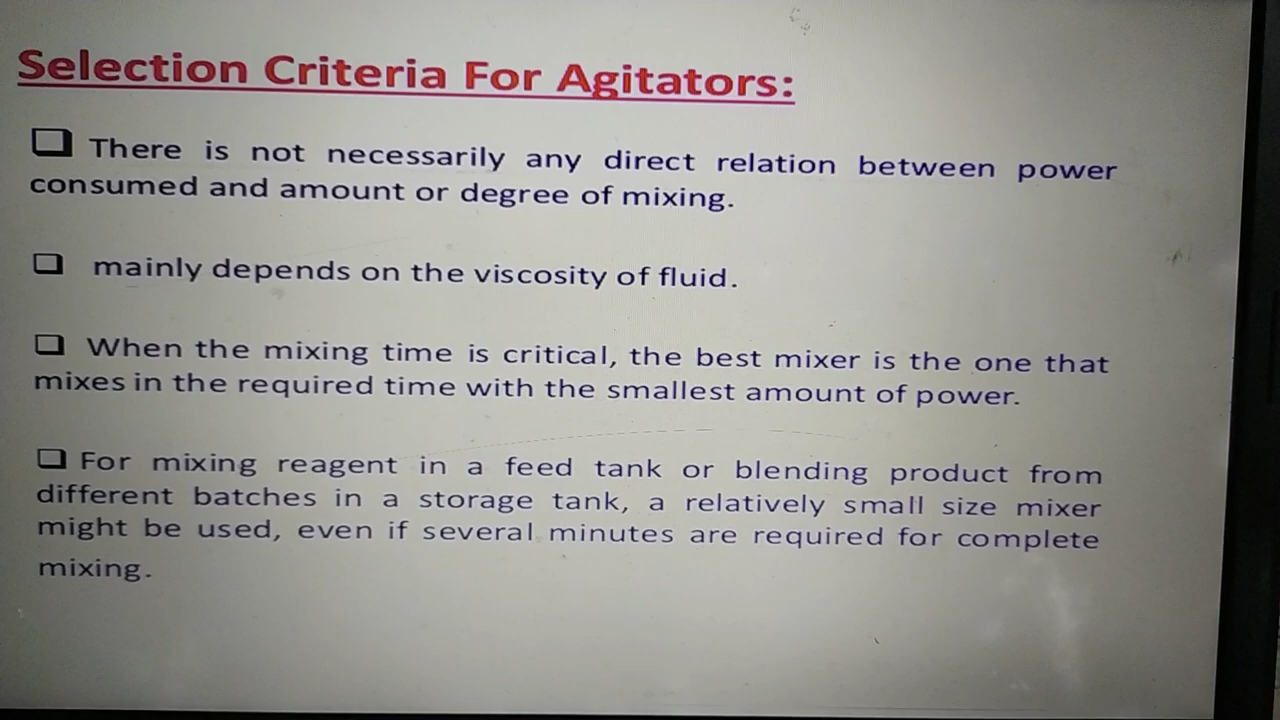 Selection Criteria For Agitators:
There is not necessarily any direct relation between power
consumed and amount or degree of mixing.
mainly depends on the viscosity of fluid.
When the mixing time is critical, the best mixer is the one that
mixes in the required time with the smallest amount of power.
For mixing reagent in a feed tank or blending product from
different batches in a storage tank, a relatively small size mixer
might be used, even if several minutes are required for complete
mixing.